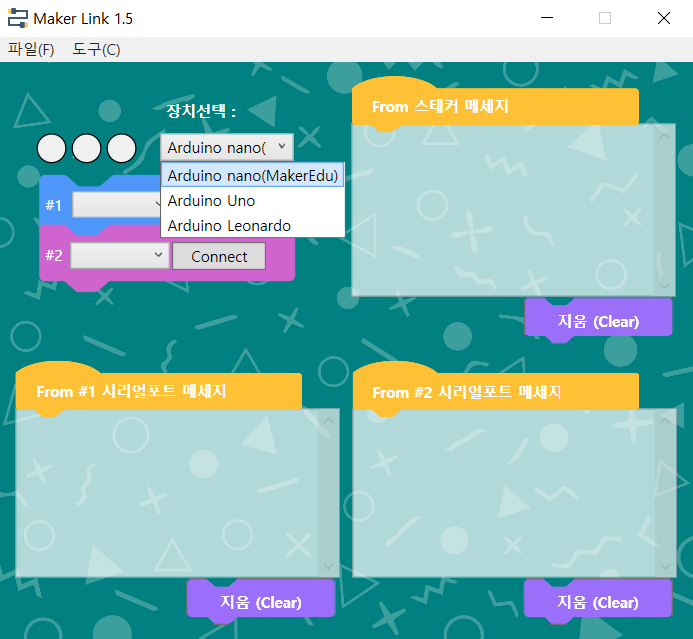 Maker Link 1.5
파일(F) 도구(C)
장치선택 :
Arduino nano(
Arduino nano(MakerEdu)
Arduino Uno
Arduino Leonardo
#1
#2
Connect
From 스태커 메세지
지움 (Clear)
From #1 시리얼포트 메세지
지움 (Clear)
From #2 시리얼포트 메세지
지움 (Clear)